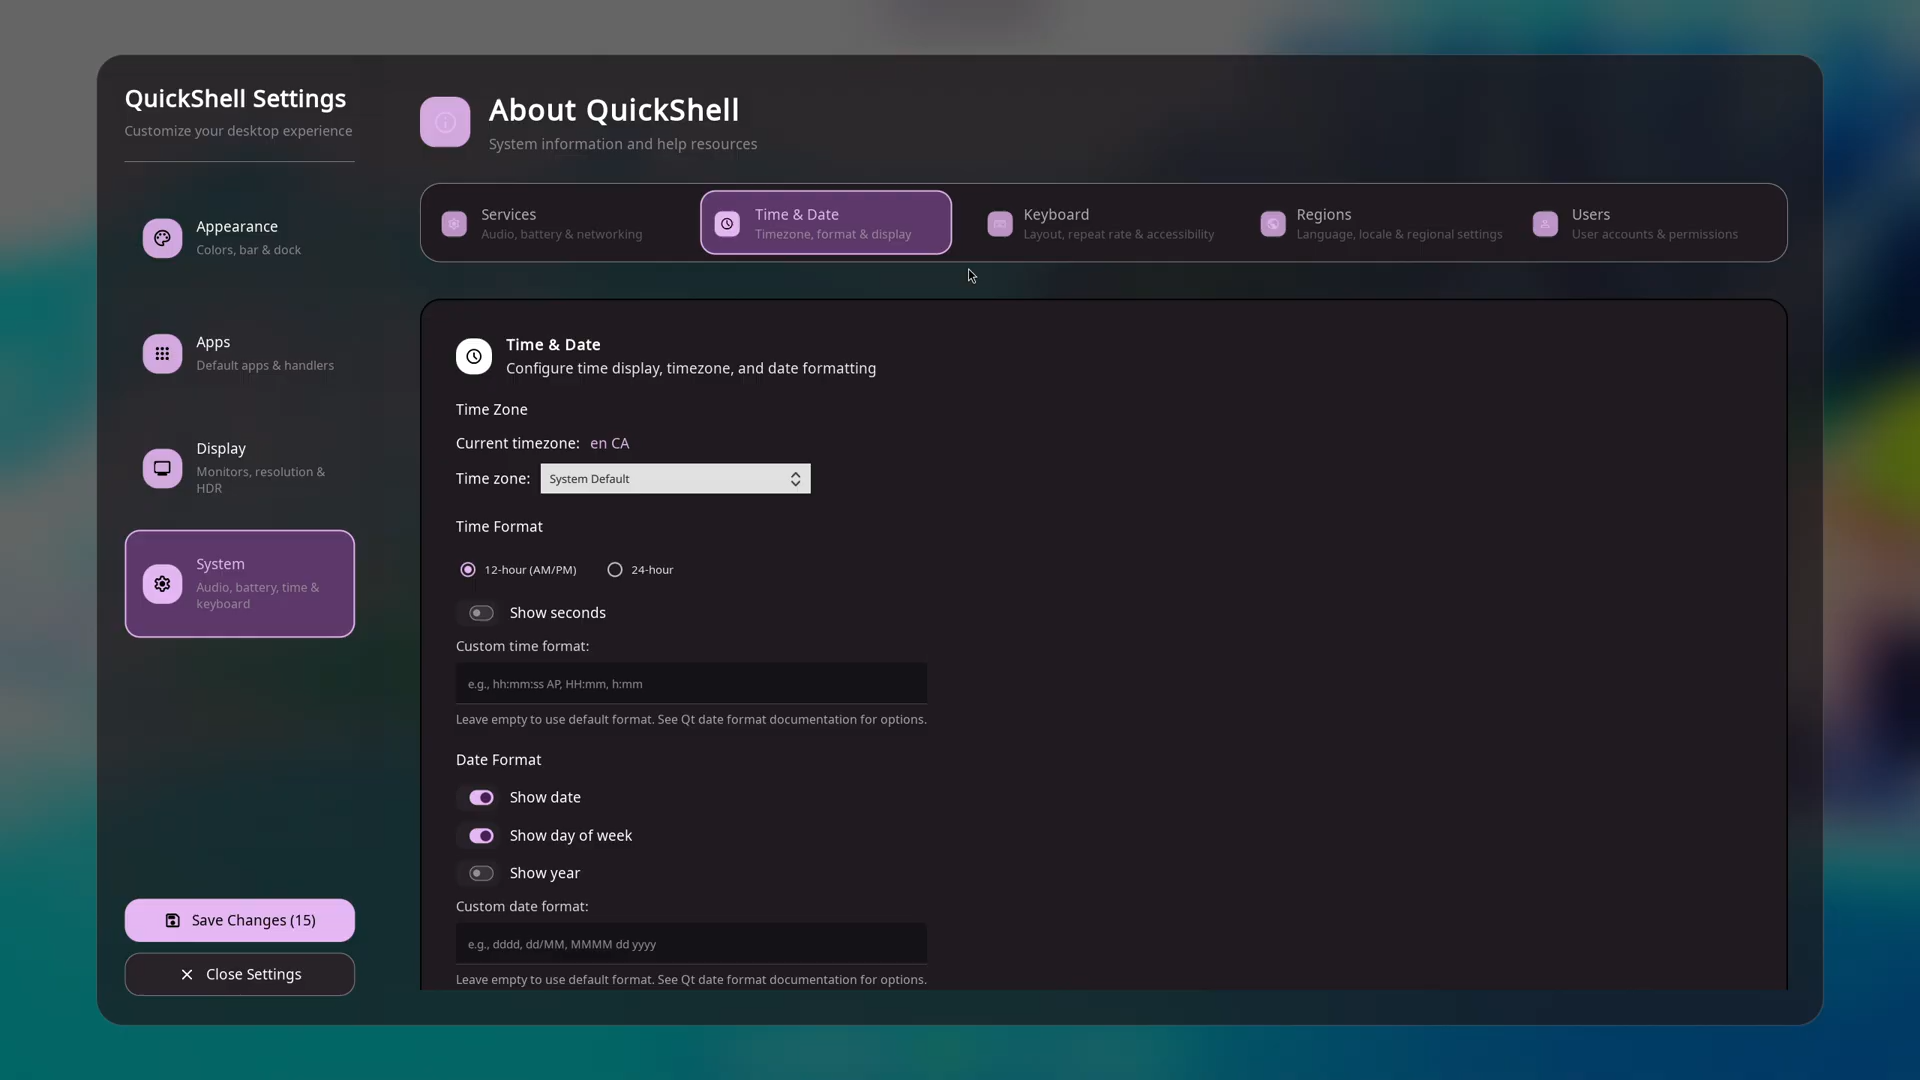 QuickShell Settings
Customize your desktop experience
Appearance
Colors, bar & dock
Apps
Default apps & handlers
Display
Monitors, resolution &
HDR
System
Audio, battery, time &
keyboard
Save Changes (15)
Close Settings
About QuickShell
System information and help resources
Services
Audio, battery & networking
Time & Date
Timezone, format & display
Keyboard
Layout, repeat rate & accessibility
Regions
Language, locale & regional settings
Users
User accounts & permissions
Time & Date
Configure time display, timezone, and date formatting
Time Zone
Current timezone: en CA
Time zone: System Default
Time Format
12-hour (AM/PM) 24-hour
Show seconds
Custom time format:
e.g., hh:mm:ss AP, HH:mm, h:mm
Leave empty to use default format. See Qt date format documentation for options.
Date Format
Show date
Show day of week
Show year
Custom date format:
e.g., dddd, dd/MM, MMMM dd yyyy
Leave empty to use default format. See Qt date format documentation for options.